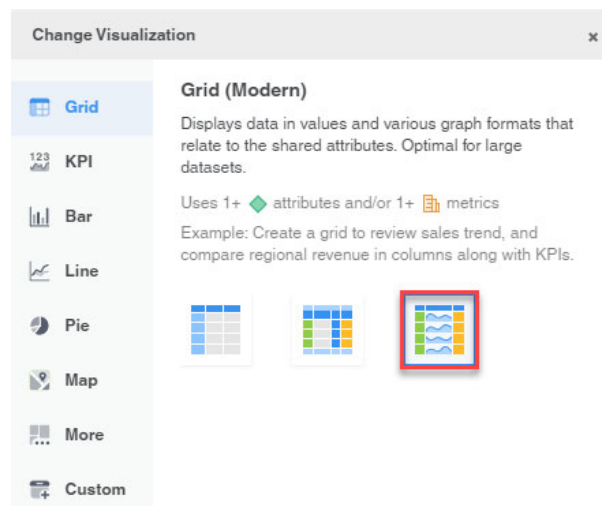 Change Visualization
×
Grid
123
KPI
Bar
Line
Pie
Map
More
Custom
Grid (Modern)
Displays data in values and various graph formats that
relate to the shared attributes. Optimal for large
datasets.
Uses 1+ attributes and/or 1+ metrics
Example: Create a grid to review sales trend, and
compare regional revenue in columns along with KPIs.